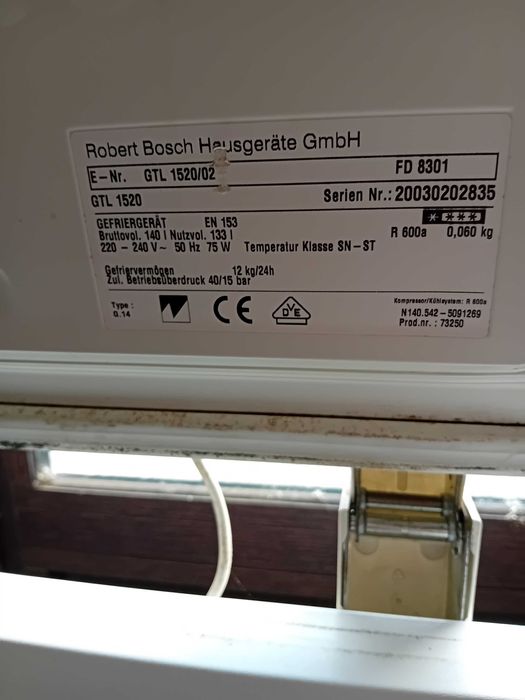 Robert Bosch Hausgeräte GmbH
E-Nr. GTL 1520/02 FD 8301
GTL 1520 Serien Nr.: 20030202835
GEFRIERGERÄT EN 153
Bruttovol. 140 l Nutzvol. 133 l R 600a 0,060 kg
220 - 240 V~ 50 Hz 75 W Temperatur Klasse SN-ST
Gefriervermögen 12 kg/24h
Zul. Betriebsüberdruck 40/15 bar
Type :
0.14
CE
DVE
Kompressor/Kühlsystem: R 600a
N140.542-5091269
Prod.nr. : 73250